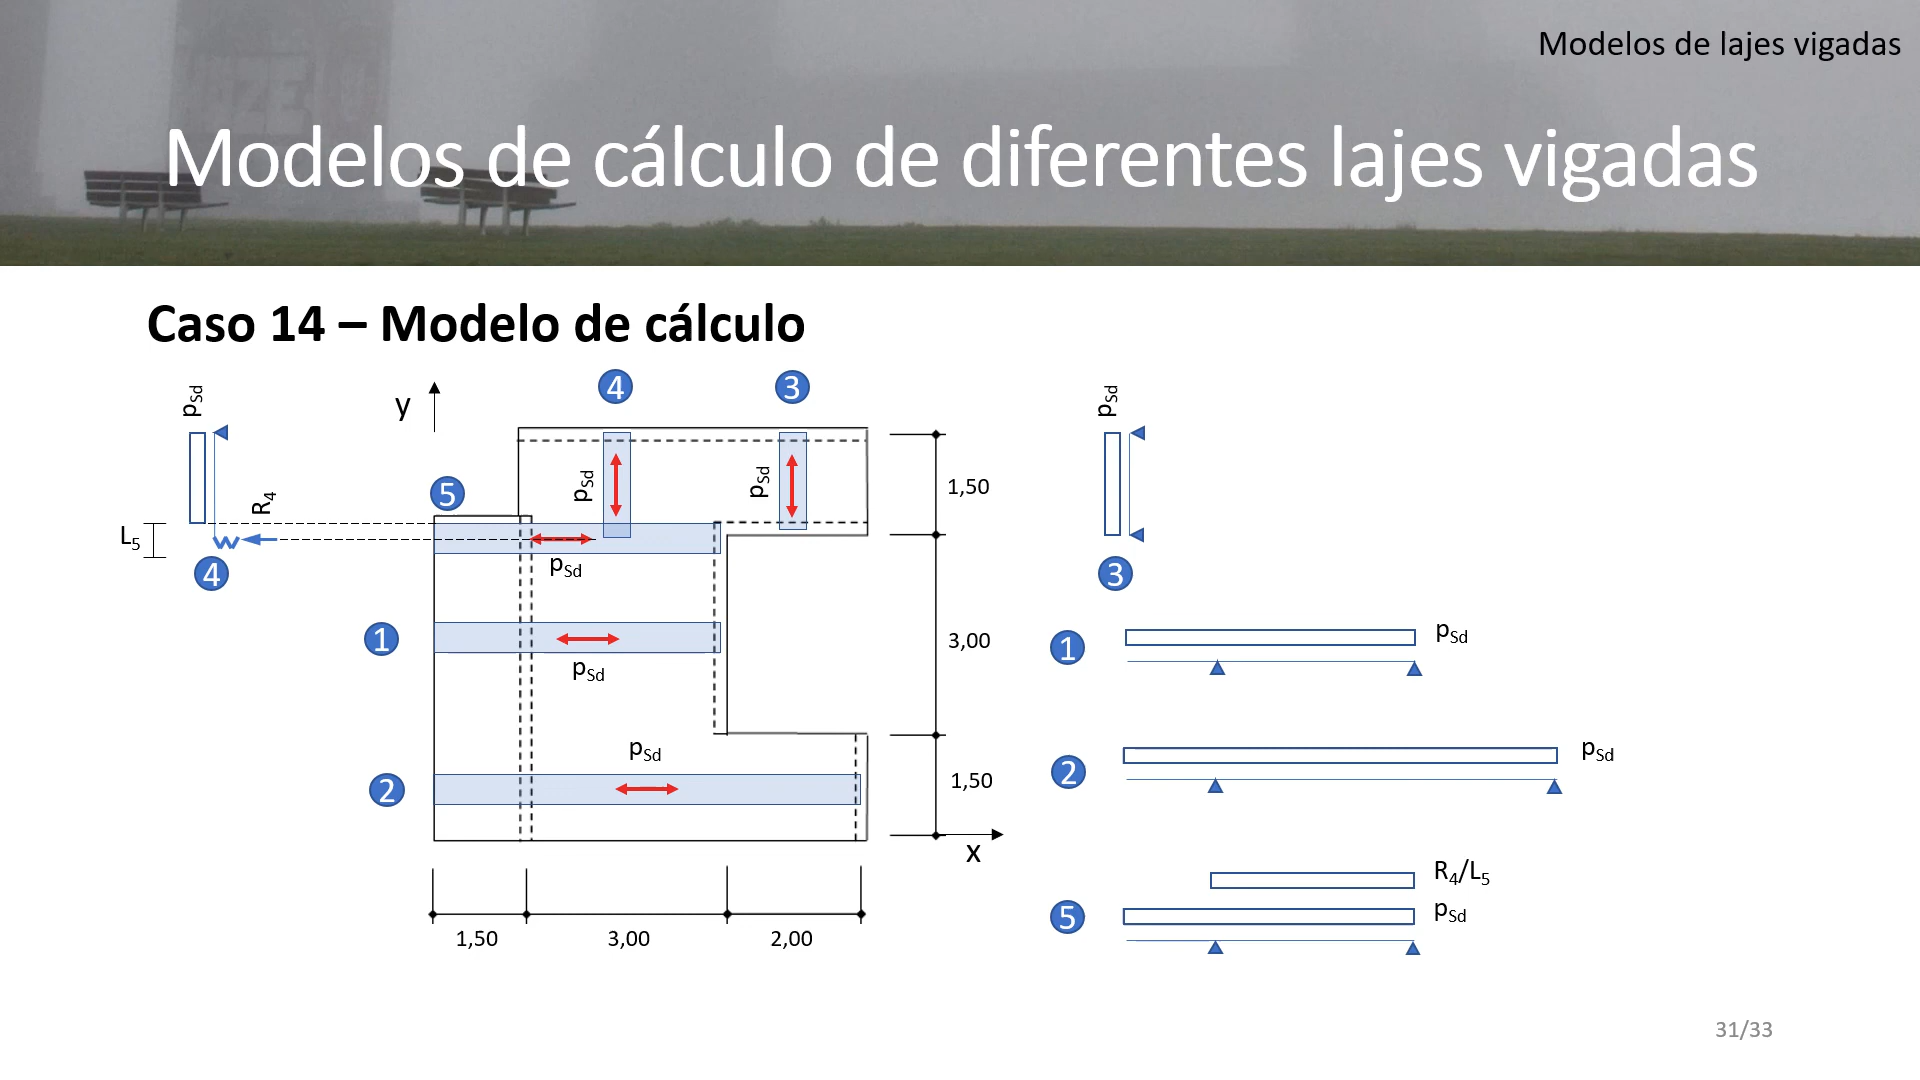 Modelos de lajes vigadas
Modelos de cálculo de diferentes lajes vigadas
Caso 14 – Modelo de cálculo
pSd
y
4
3
pSd
5
pSd
pSd
1,50
R4
L5
pSd
4
3
1
pSd
3,00
1
pSd
2
pSd
1,50
2
pSd
x
R4/L5
5
pSd
1,50
3,00
2,00
31/33